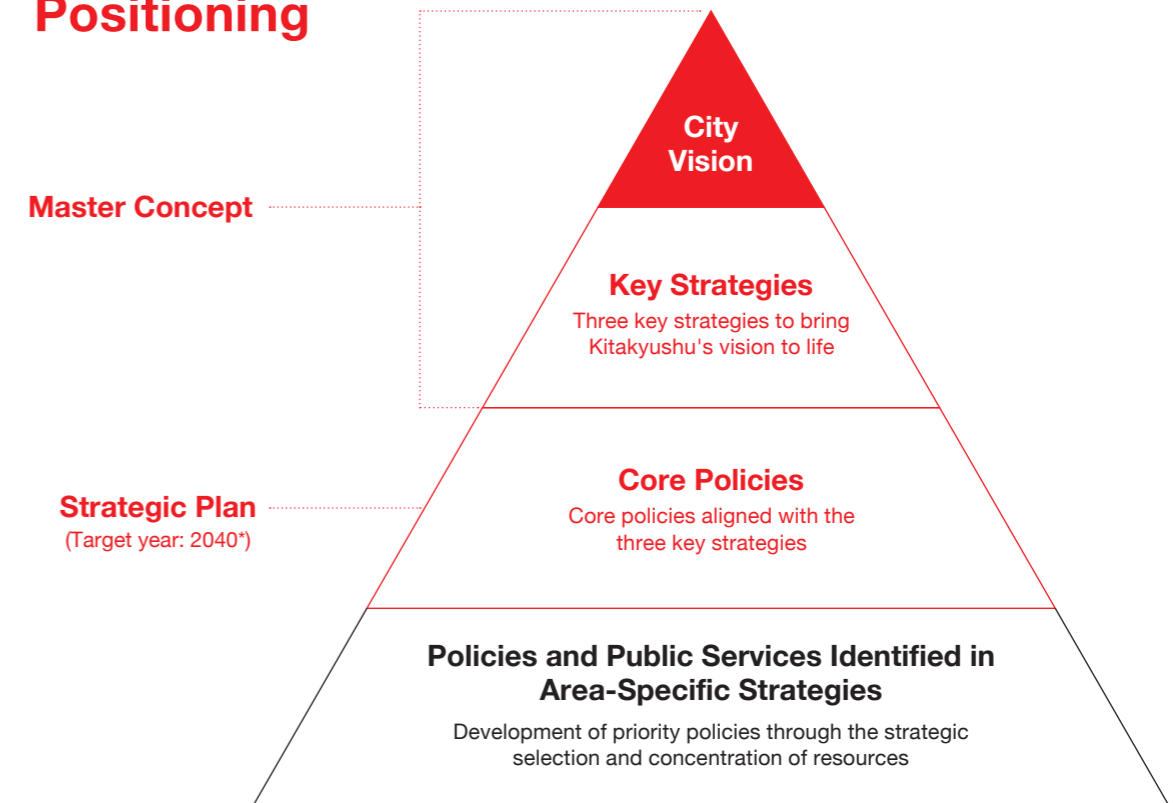 Positioning
City
Vision
Master Concept
Key Strategies
Three key strategies to bring
Kitakyushu's vision to life
Strategic Plan
(Target year: 2040*)
Core Policies
Core policies aligned with the
three key strategies
Policies and Public Services Identified in
Area-Specific Strategies
Development of priority policies through the strategic
selection and concentration of resources